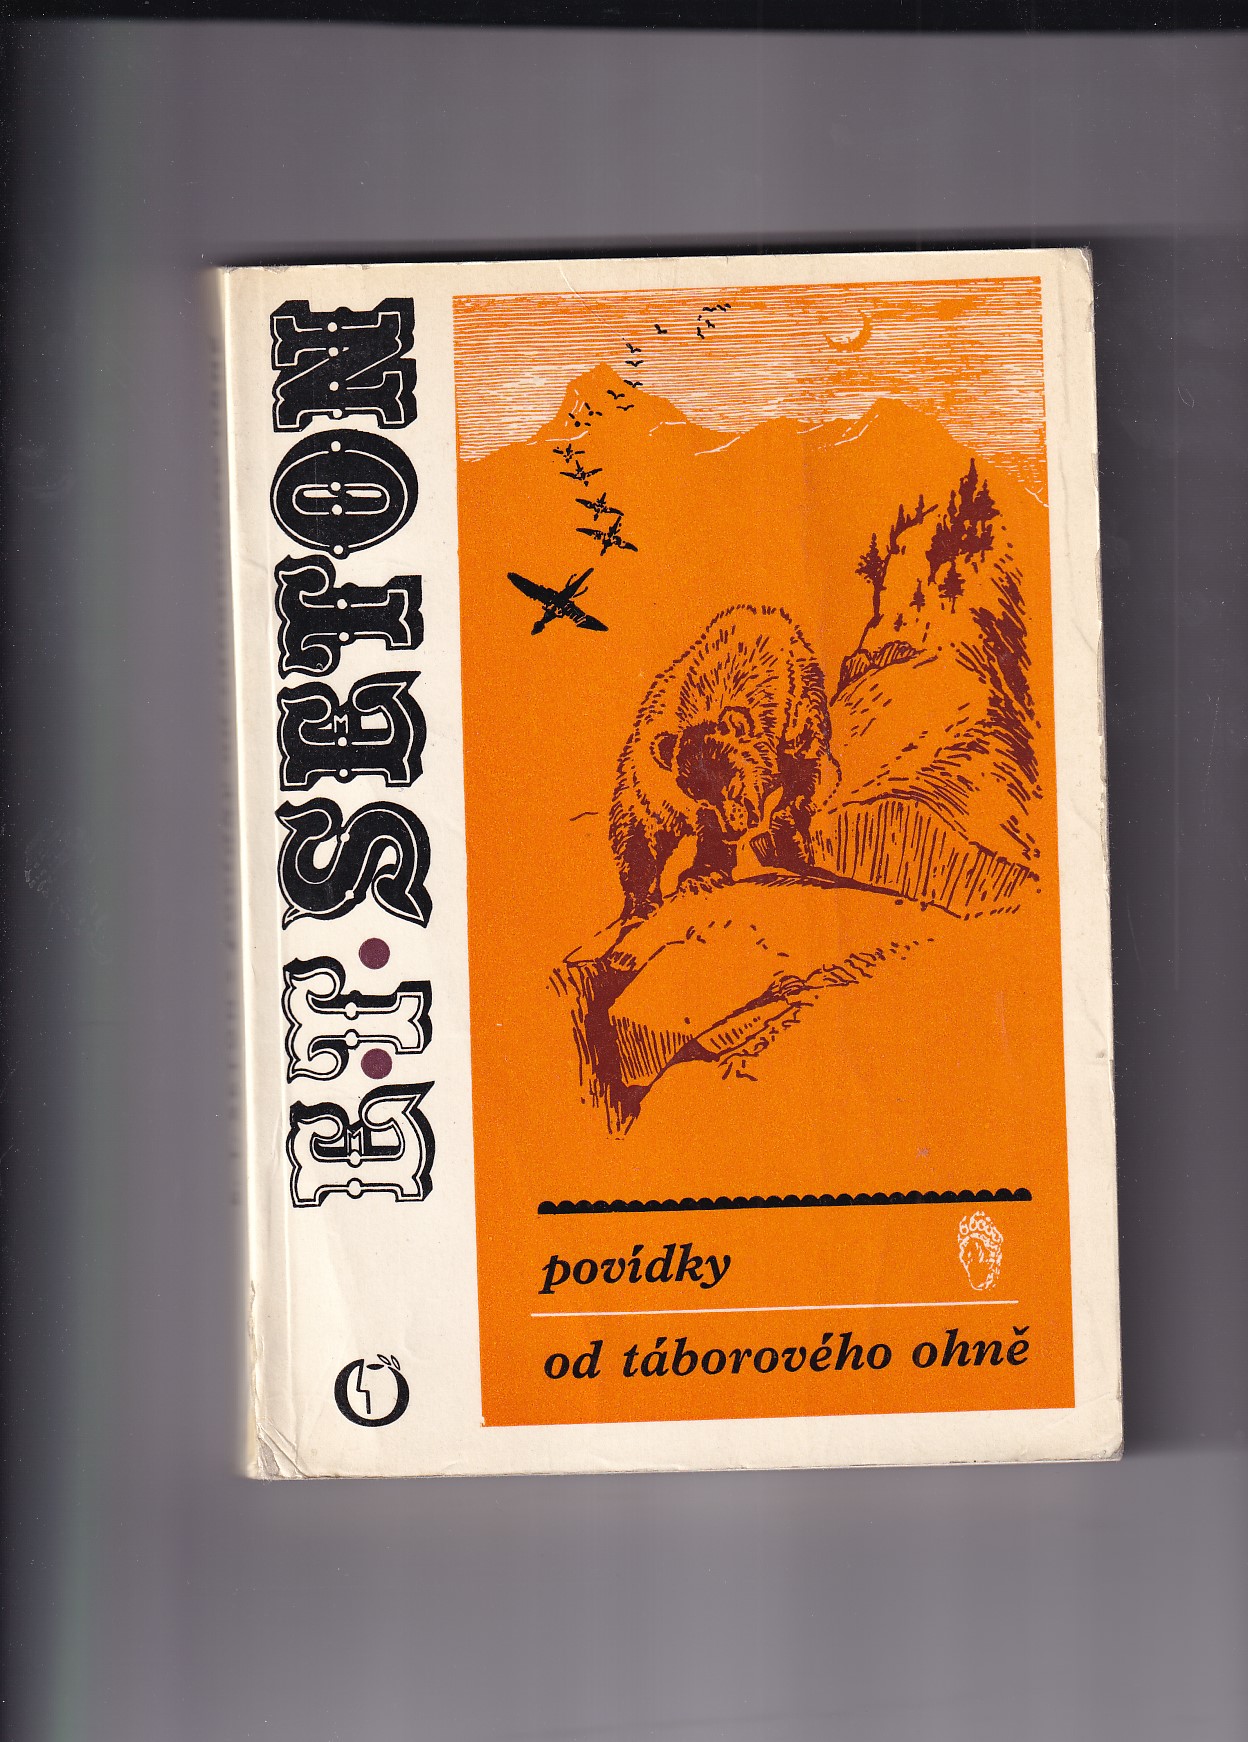 E.T. SETON
povídky
od táborového ohně